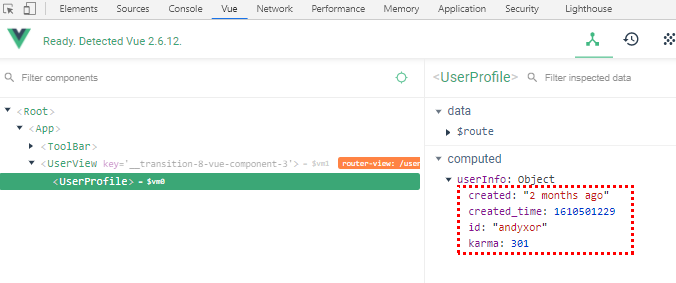 Elements Sources Console Vue Network Performance Memory Application Security Lighthouse
Ready. Detected Vue 2.6.12.
Filter components
<Root>
<App>
<ToolBar>
<UserView key='__transition-8-vue-component-3'> = $vm1 router-view: /user
<UserProfile> = $vm0
<UserProfile> Filter inspected data
data
$route
computed
userInfo: Object
created: "2 months ago"
created_time: 1610501229
id: "andyxor"
karma: 301